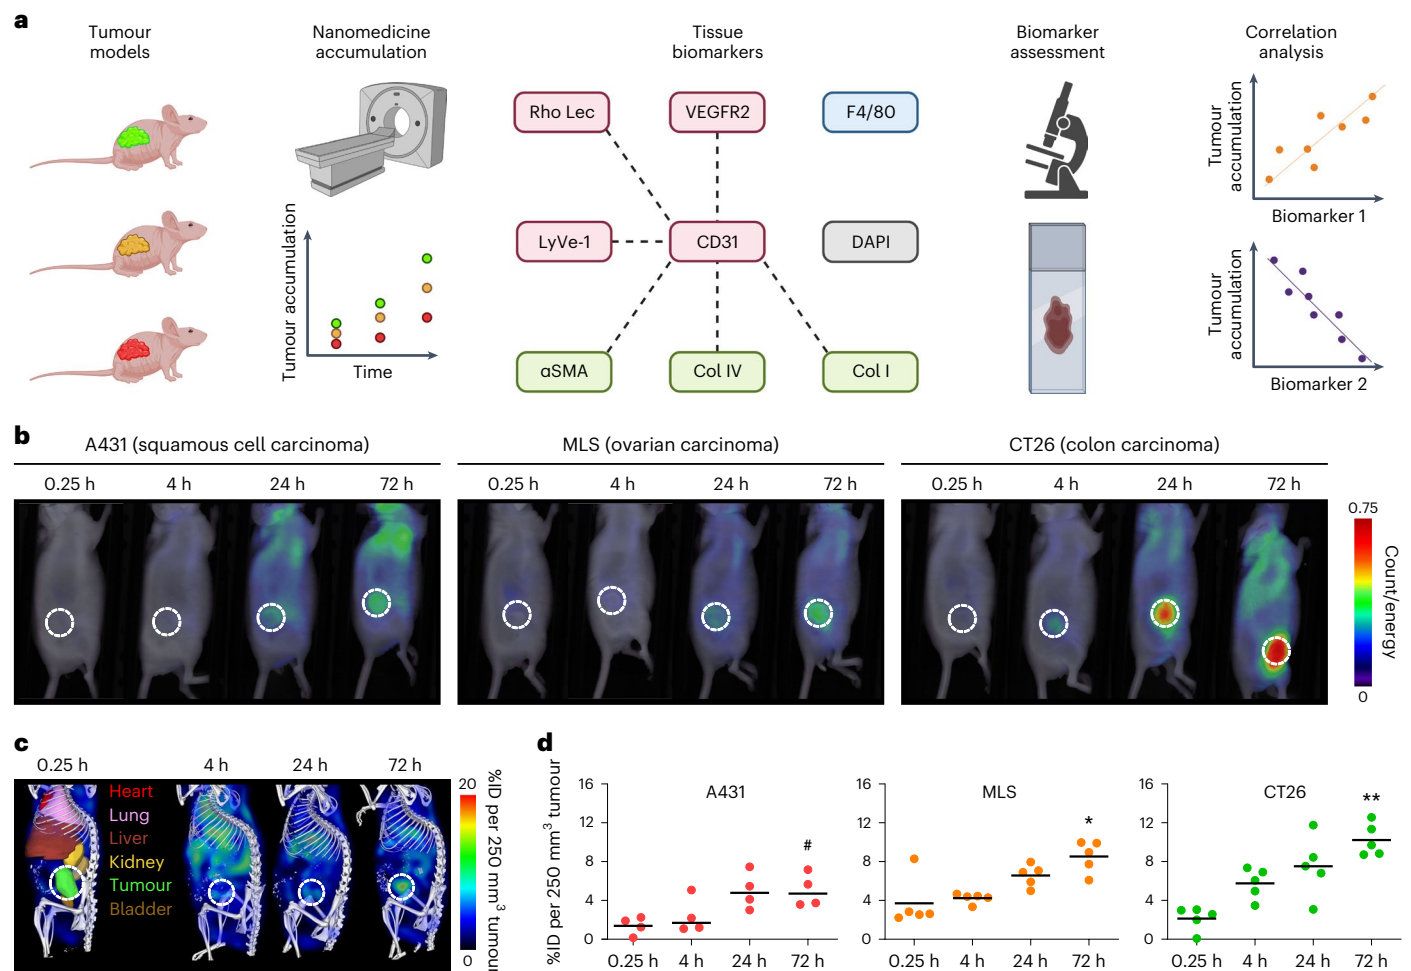 a
Tumour
models
Nanomedicine
accumulation
Tissue
biomarkers
Biomarker
assessment
Correlation
analysis
Rho Lec
VEGFR2
F4/80
LyVe-1
CD31
DAPI
αSMA
Col IV
Col I
Tumour accumulation
Time
Tumour
accumulation
Biomarker 1
Tumour
accumulation
Biomarker 2
b
A431 (squamous cell carcinoma)
MLS (ovarian carcinoma)
CT26 (colon carcinoma)
0.25 h 4 h 24 h 72 h
0.25 h 4 h 24 h 72 h
0.25 h 4 h 24 h 72 h
0.75
Count/energy
0
c
0.25 h 4 h 24 h 72 h
Heart
Lung
Liver
Kidney
Tumour
Bladder
20
%ID per 250 mm³ tumour
0
d
%ID per 250 mm³ tumour
A431
16
12
8
4
0
#
0.25 h 4 h 24 h 72 h
MLS
16
12
8
4
0
*
0.25 h 4 h 24 h 72 h
CT26
16
12
8
4
0
**
0.25 h 4 h 24 h 72 h